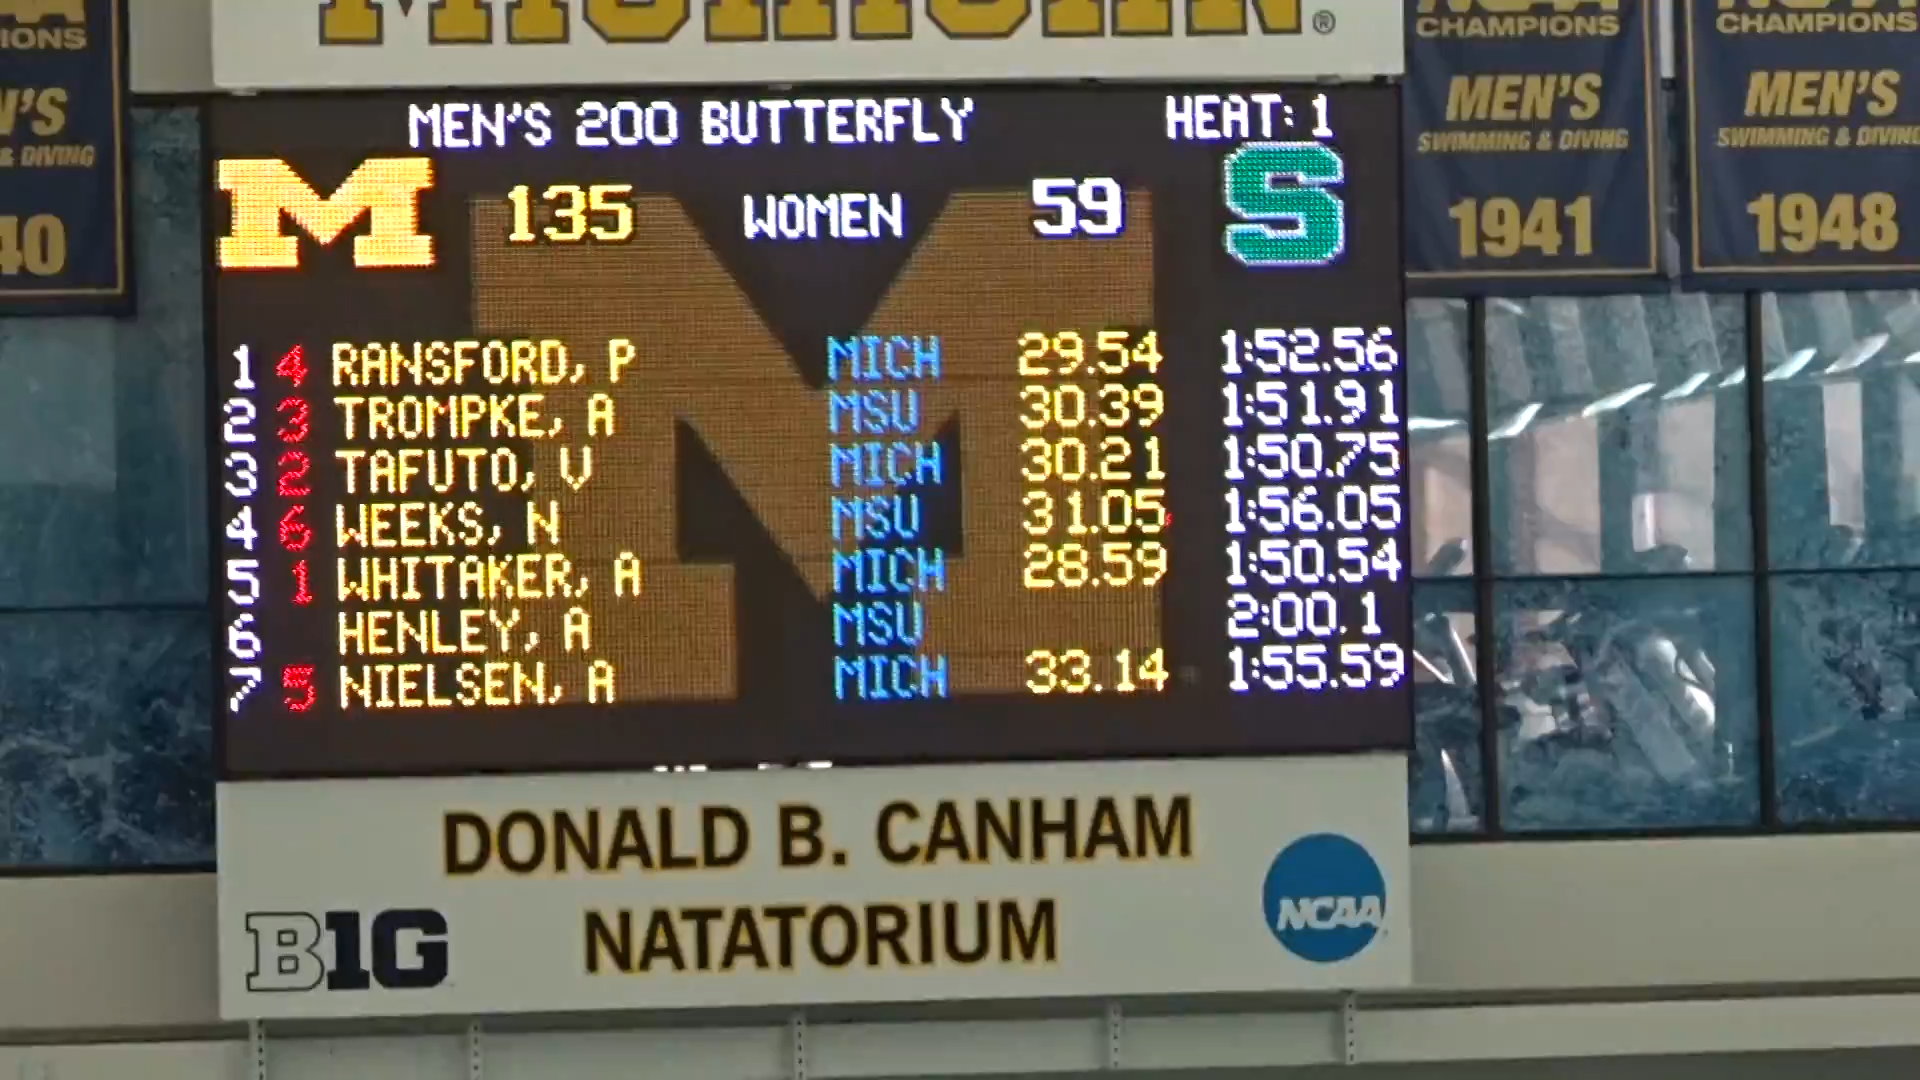 MICHIGAN ®
MEN'S 200 BUTTERFLY HEAT: 1
M 135 WOMEN 59 S
1 4 RANSFORD, P MICH 29.54 1:52.56
2 3 TROMPKE, A MSU 30.39 1:51.91
3 2 TAFUTO, V MICH 30.21 1:50.75
4 6 WEEKS, N MSU 31.05 1:56.05
5 1 WHITAKER, A MICH 28.59 1:50.54
6 HENLEY, A MSU 2:00.1
7 5 NIELSEN, A MICH 33.14 1:55.59
DONALD B. CANHAM
NATATORIUM
B1G
NCAA
NCAA
CHAMPIONS
MEN'S
SWIMMING & DIVING
1941
CHAMPIONS
MEN'S
SWIMMING & DIVING
1948
IONS
N'S
& DIVING
40